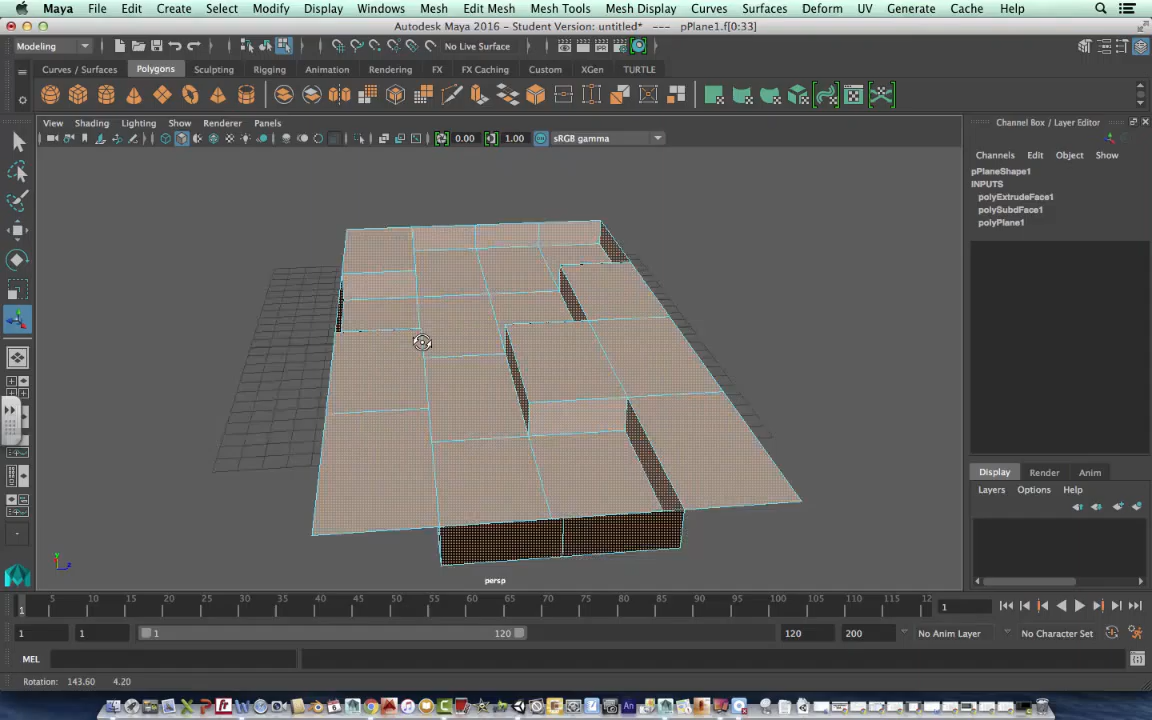 Maya File Edit Create Select Modify Display Windows Mesh Edit Mesh Mesh Tools Mesh Display Curves Surfaces Deform UV Generate Cache Help
Autodesk Maya 2016 - Student Version: untitled* --- pPlane1.f[0:33]
Modeling No Live Surface
Curves / Surfaces Polygons Sculpting Rigging Animation Rendering FX FX Caching Custom XGen TURTLE
View Shading Lighting Show Renderer Panels
Channel Box / Layer Editor
0.00 1.00 sRGB gamma
Channels Edit Object Show
pPlaneShape1
INPUTS
polyExtrudeFace1
polySubdFace1
polyPlane1
Display Render Anim
Layers Options Help
persp
5 10 15 20 25 30 35 40 45 50 55 60 65 70 75 80 85 90 95 100 105 110 115 12
1 1
1 1 1 120 120 200 No Anim Layer No Character Set
MEL
Rotation: 143.60 4.20